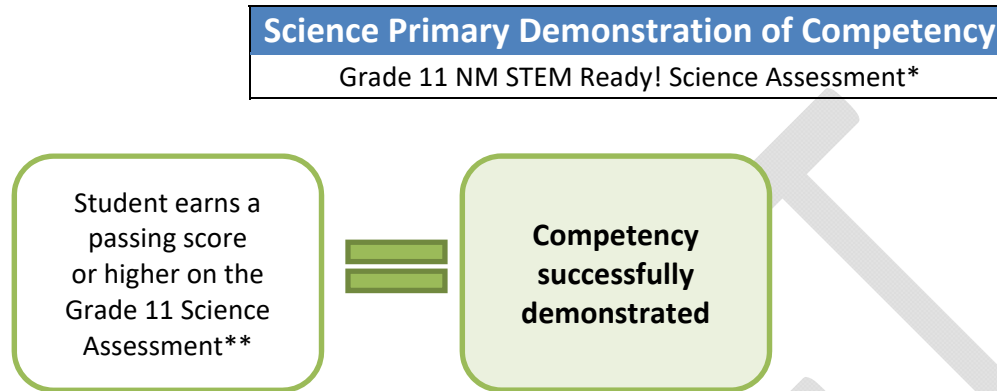 Science Primary Demonstration of Competency
Grade 11 NM STEM Ready! Science Assessment*
Student earns a
passing score
or higher on the
Grade 11 Science
Assessment**
Competency
successfully
demonstrated